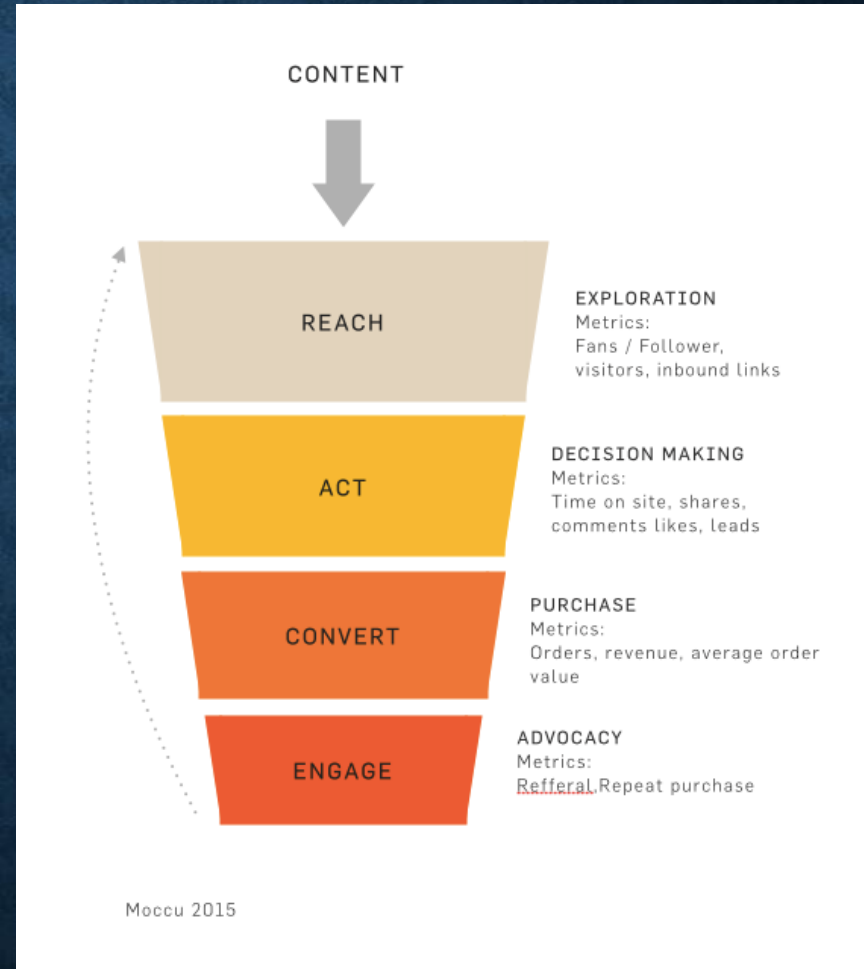 CONTENT
REACH
EXPLORATION
Metrics:
Fans / Follower,
visitors, inbound links
ACT
DECISION MAKING
Metrics:
Time on site, shares,
comments likes, leads
CONVERT
PURCHASE
Metrics:
Orders, revenue, average order
value
ENGAGE
ADVOCACY
Metrics:
Refferal,Repeat purchase
Moccu 2015